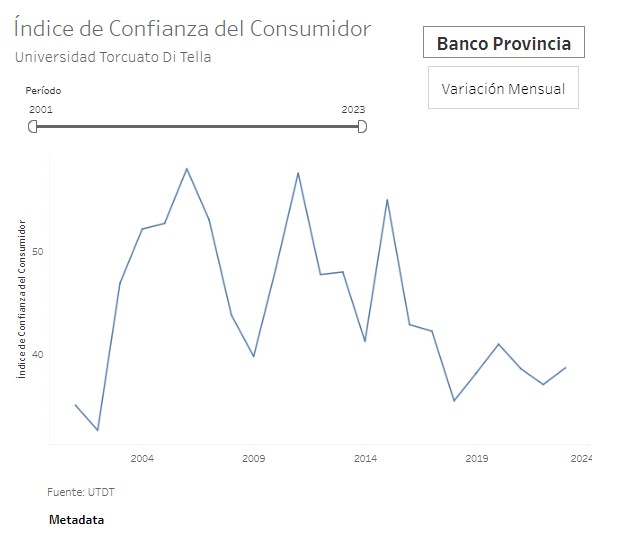 Índice de Confianza del Consumidor
Universidad Torcuato Di Tella
Banco Provincia
Variación Mensual
Período
2001
2023
Índice de Confianza del Consumidor
50
40
2004
2009
2014
2019
2024
Fuente: UTDT
Metadata